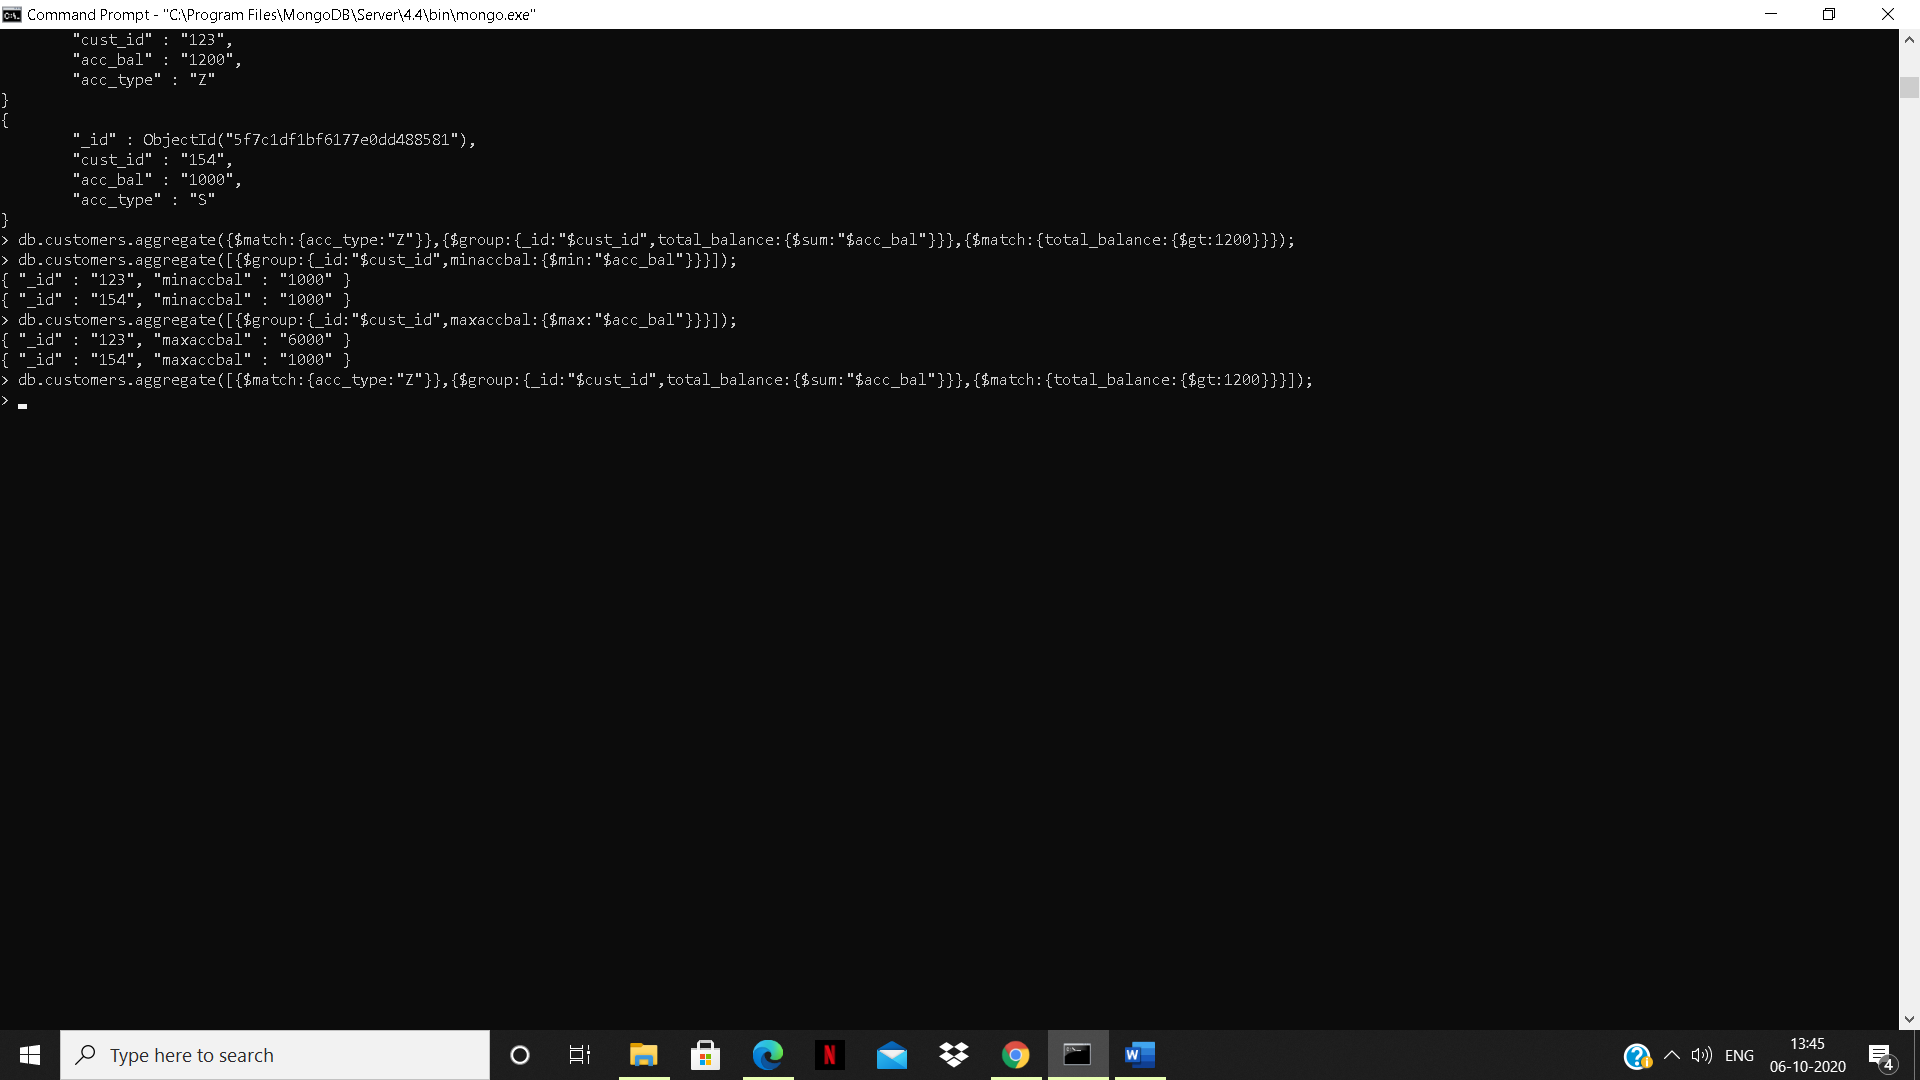 Command Prompt - "C:\Program Files\MongoDB\Server\4.4\bin\mongo.exe"
"cust_id" : "123",
"acc_bal" : "1200",
"acc_type" : "Z"
}
{
"_id" : ObjectId("5f7c1df1bf6177e0dd488581"),
"cust_id" : "154",
"acc_bal" : "1000",
"acc_type" : "S"
}
> db.customers.aggregate({$match:{acc_type:"Z"}},{$group:{_id:"$cust_id",total_balance:{$sum:"$acc_bal"}}},{$match:{total_balance:{$gt:1200}}});
> db.customers.aggregate([{$group:{_id:"$cust_id",minaccbal:{$min:"$acc_bal"}}}]);
{ "_id" : "123", "minaccbal" : "1000" }
{ "_id" : "154", "minaccbal" : "1000" }
> db.customers.aggregate([{$group:{_id:"$cust_id",maxaccbal:{$max:"$acc_bal"}}}]);
{ "_id" : "123", "maxaccbal" : "6000" }
{ "_id" : "154", "maxaccbal" : "1000" }
> db.customers.aggregate([{$match:{acc_type:"Z"}},{$group:{_id:"$cust_id",total_balance:{$sum:"$acc_bal"}}},{$match:{total_balance:{$gt:1200}}}]);
>
Type here to search
ENG
13:45
06-10-2020
4